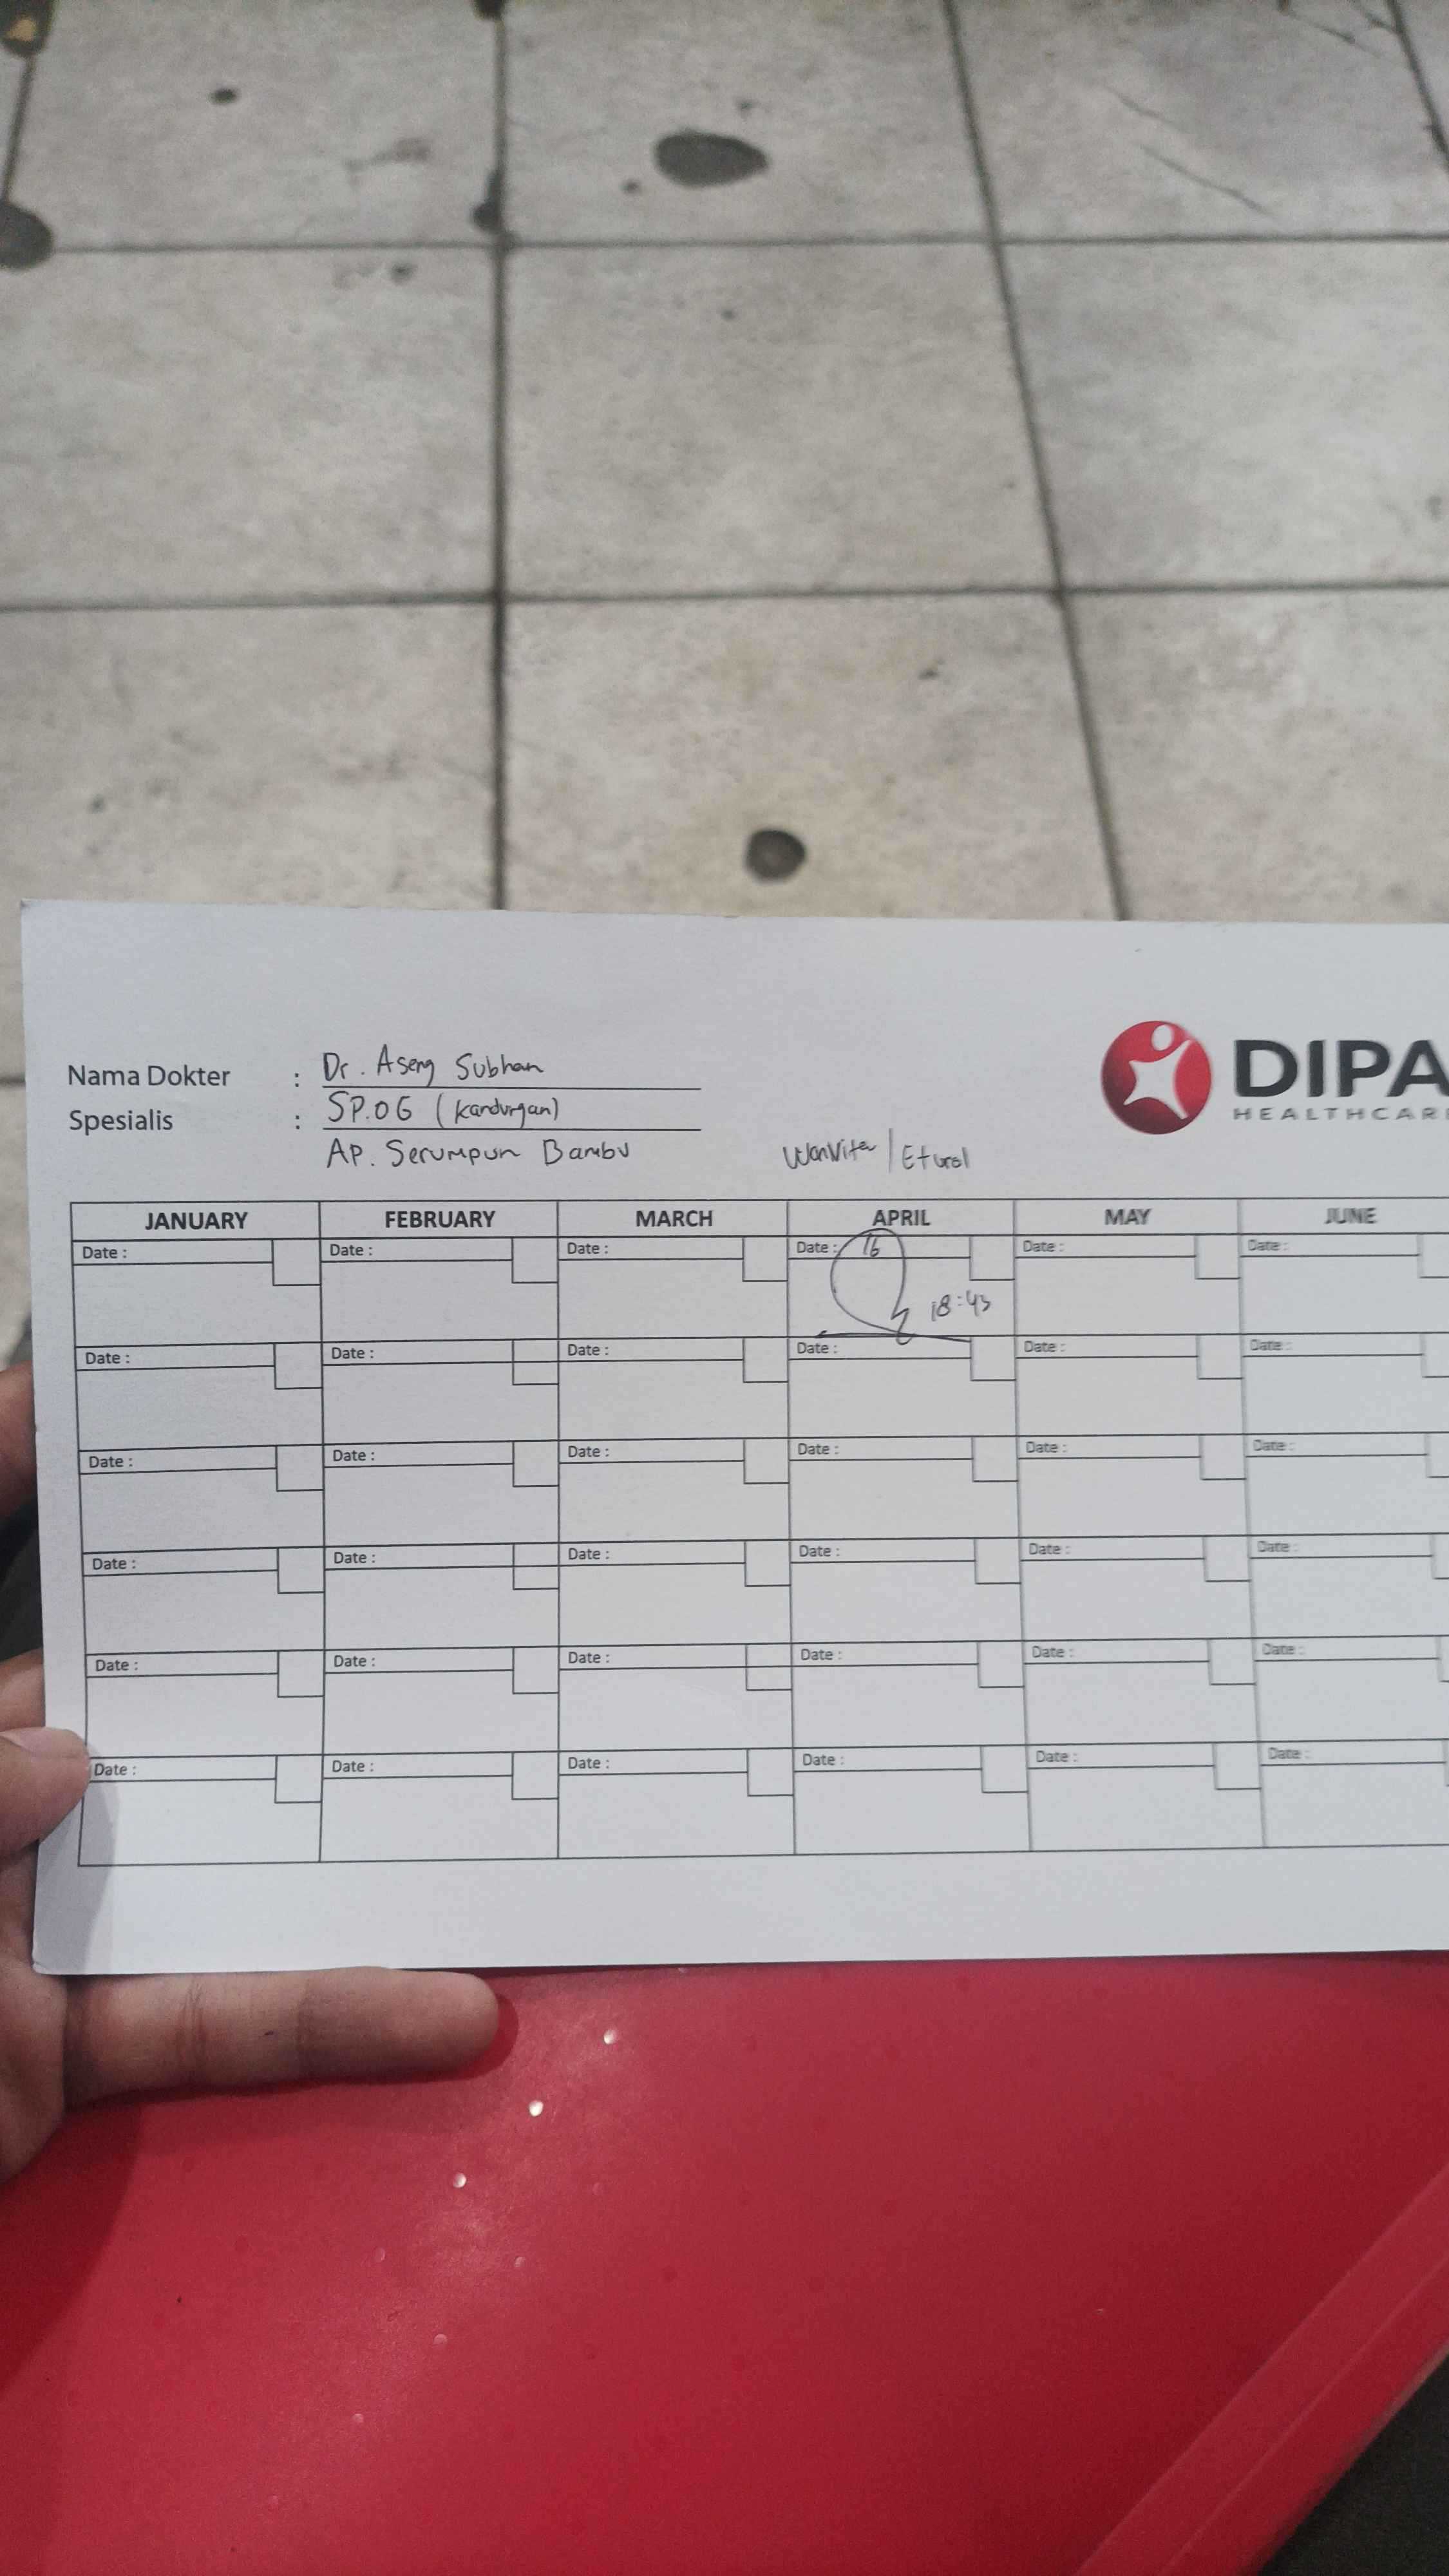 DIPA
HEALTHCAR
Nama Dokter : Dr. Aseng Subhan
Spesialis : SP.OG (kandungan)
Ap. Serumpun Bambu
Wonvita / Eturol
JANUARY FEBRUARY MARCH APRIL MAY JUNE
Date : Date : Date : Date : 16 Date : Date :
18:43
Date : Date : Date : Date : Date : Date :
Date : Date : Date : Date : Date : Date :
Date : Date : Date : Date : Date : Date :
Date : Date : Date : Date : Date : Date :
Date : Date : Date : Date : Date : Date :